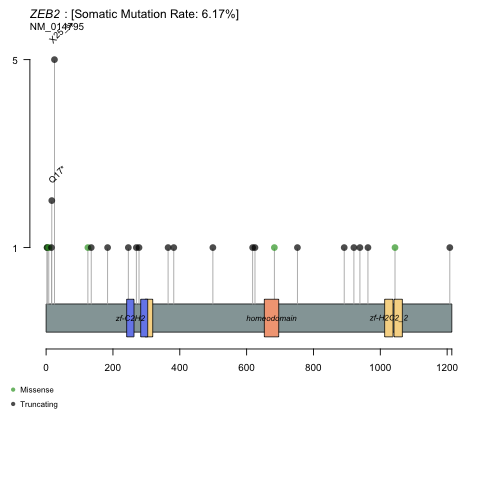 ZEB2 : [Somatic Mutation Rate: 6.17%]
NM_014795
5
Q17*
1
zf-C2H2
homeodomain
zf-H2C2_2
0 200 400 600 800 1000 1200
Missense
Truncating